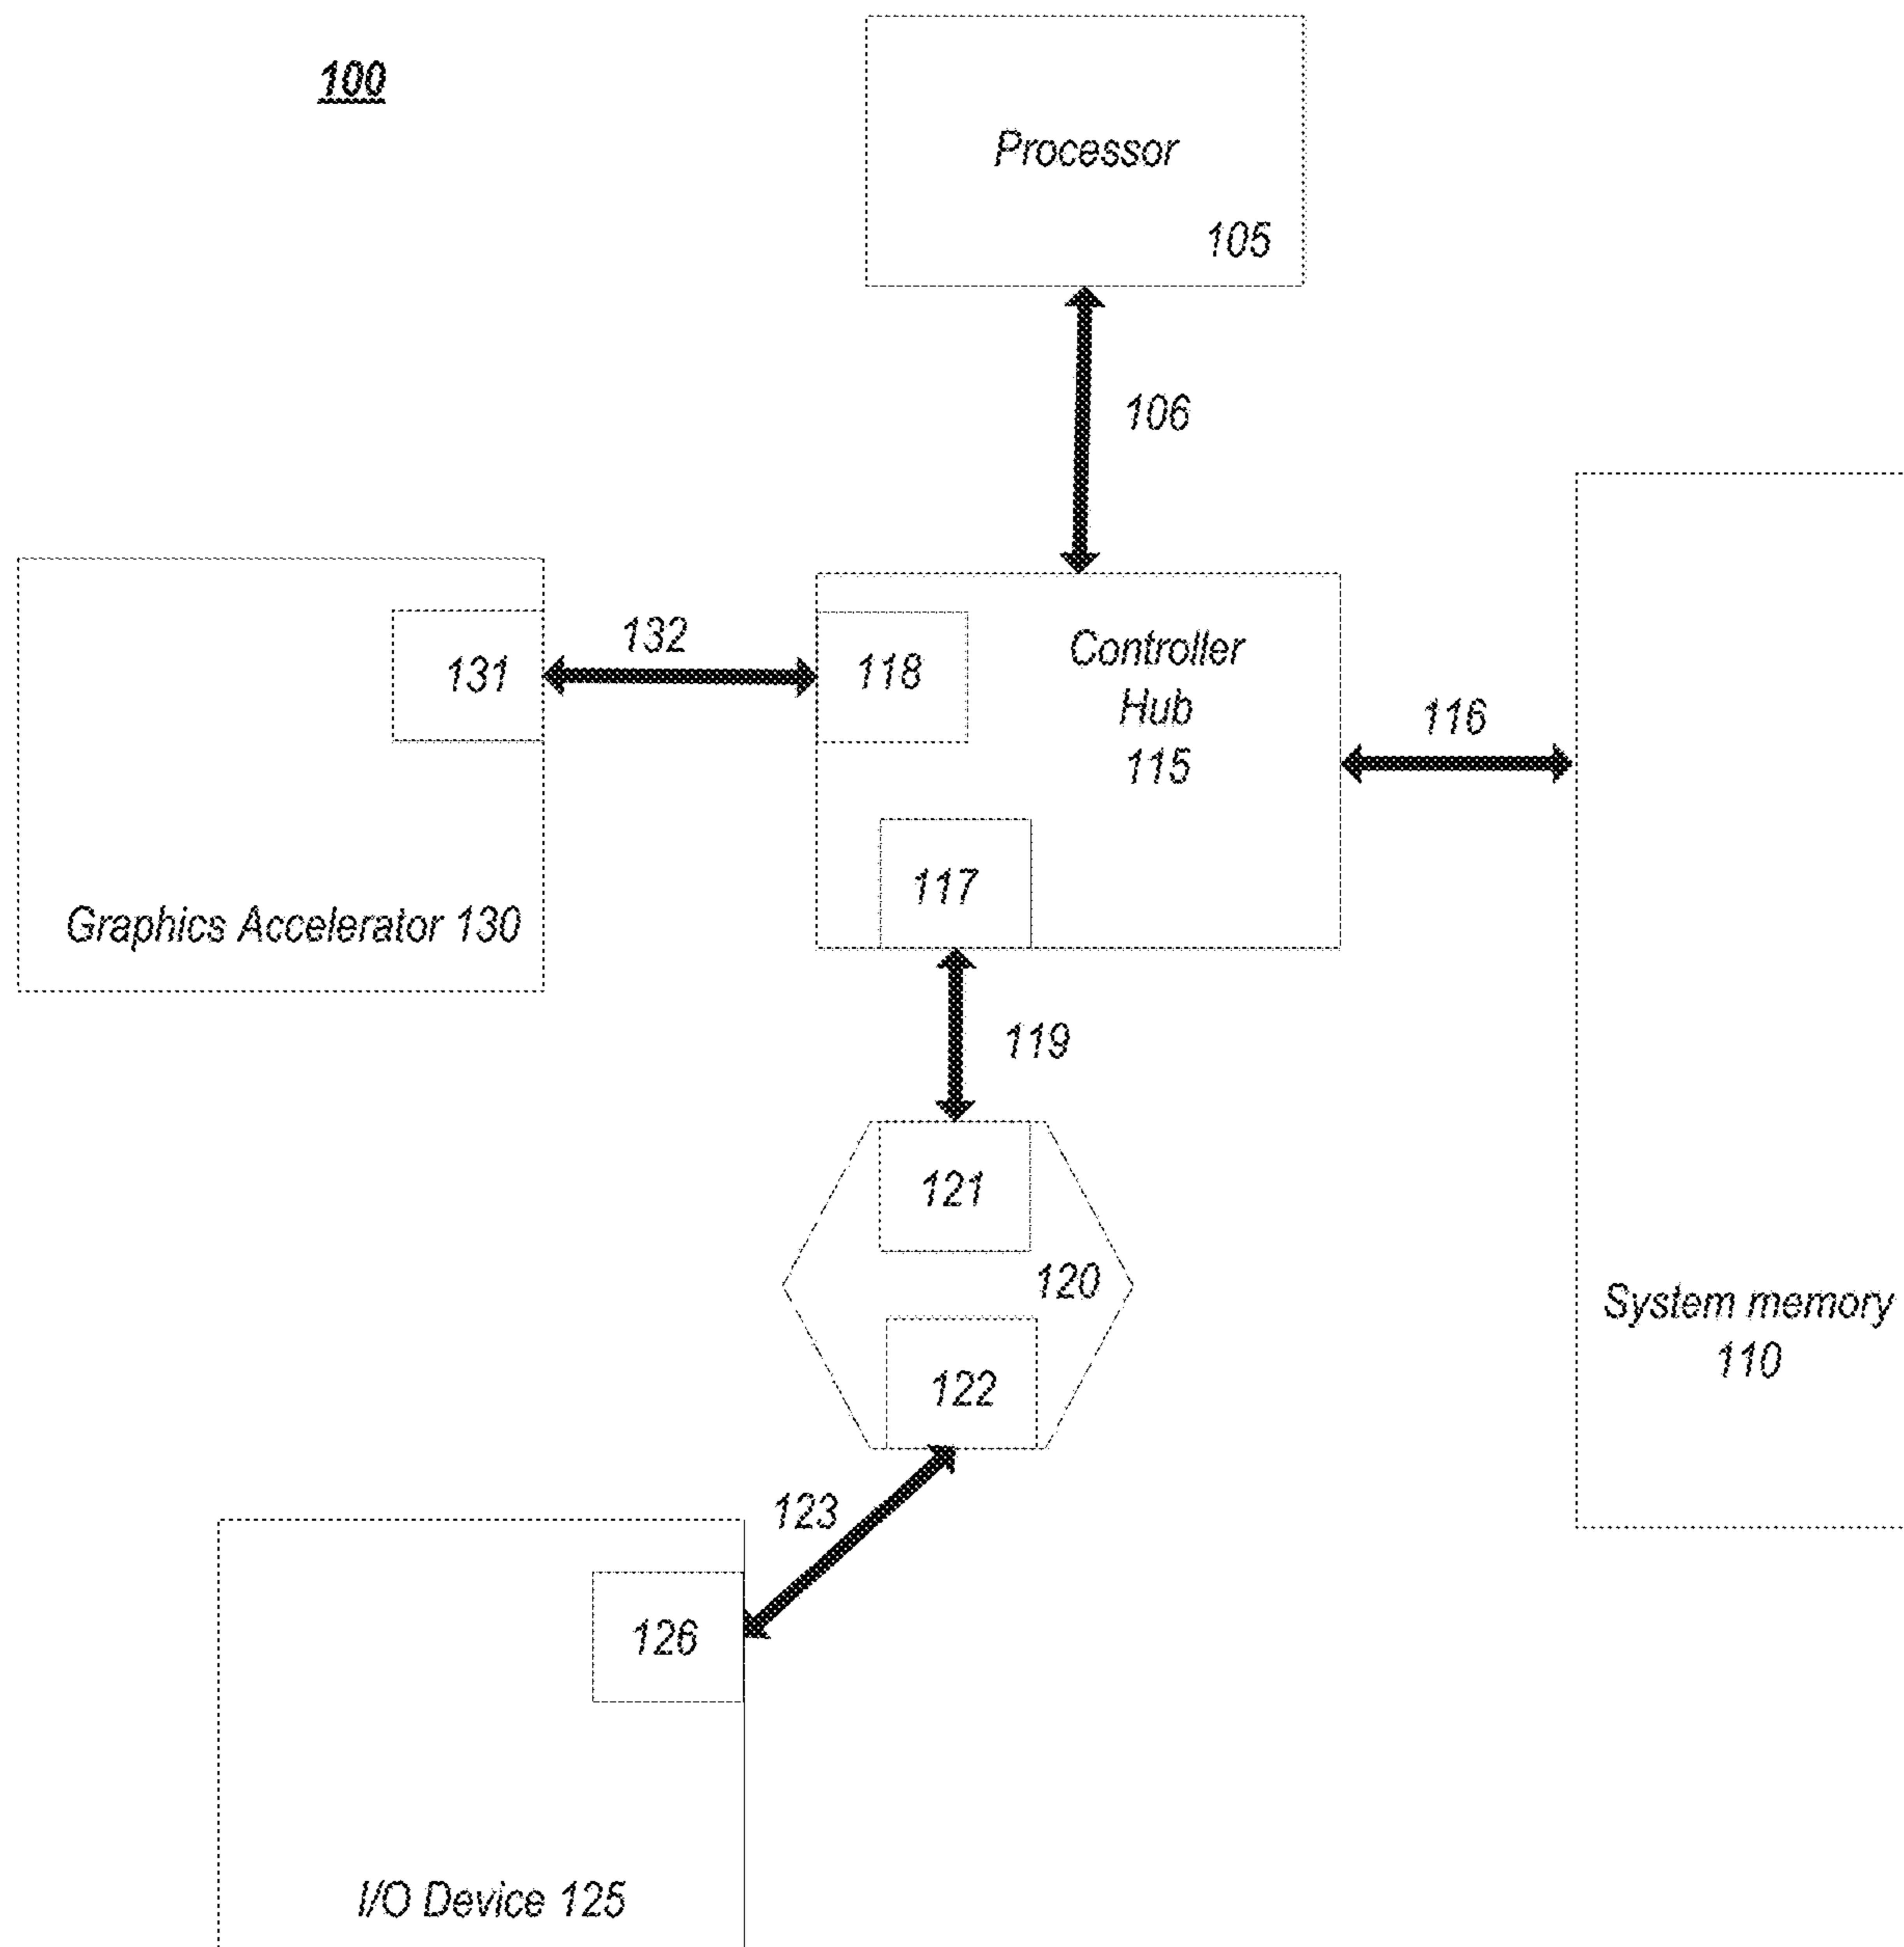 100
Processor
105
106
132
131
118
Controller
Hub
115
116
117
Graphics Accelerator 130
119
121
120
System memory
110
122
123
126
I/O Device 125